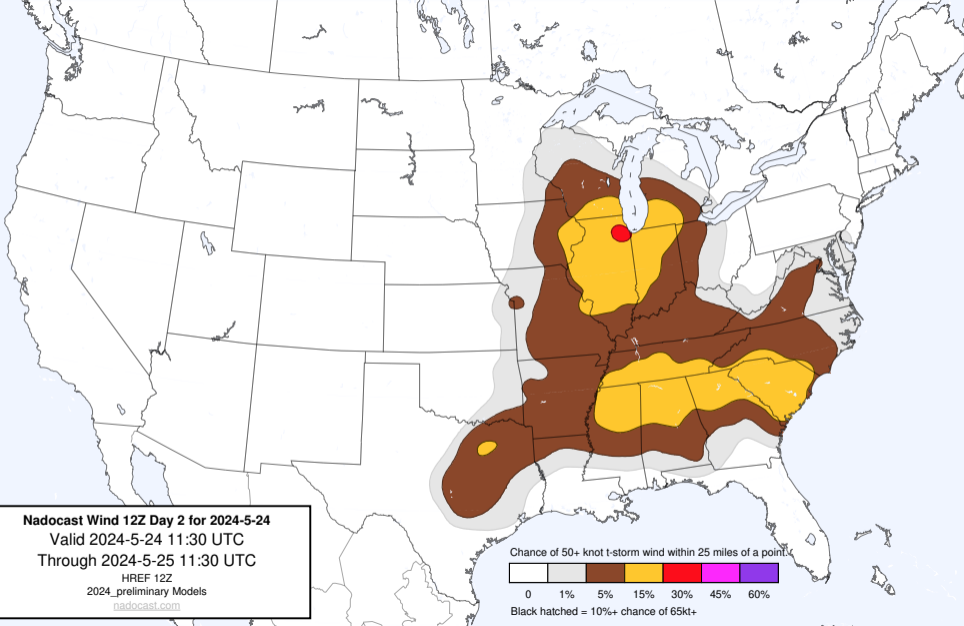 Nadocast Wind 12Z Day 2 for 2024-5-24
Valid 2024-5-24 11:30 UTC
Through 2024-5-25 11:30 UTC
HREF 12Z
2024_preliminary Models
nadocast.com
Chance of 50+ knot t-storm wind within 25 miles of a point.
0 1% 5% 15% 30% 45% 60%
Black hatched = 10%+ chance of 65kt+